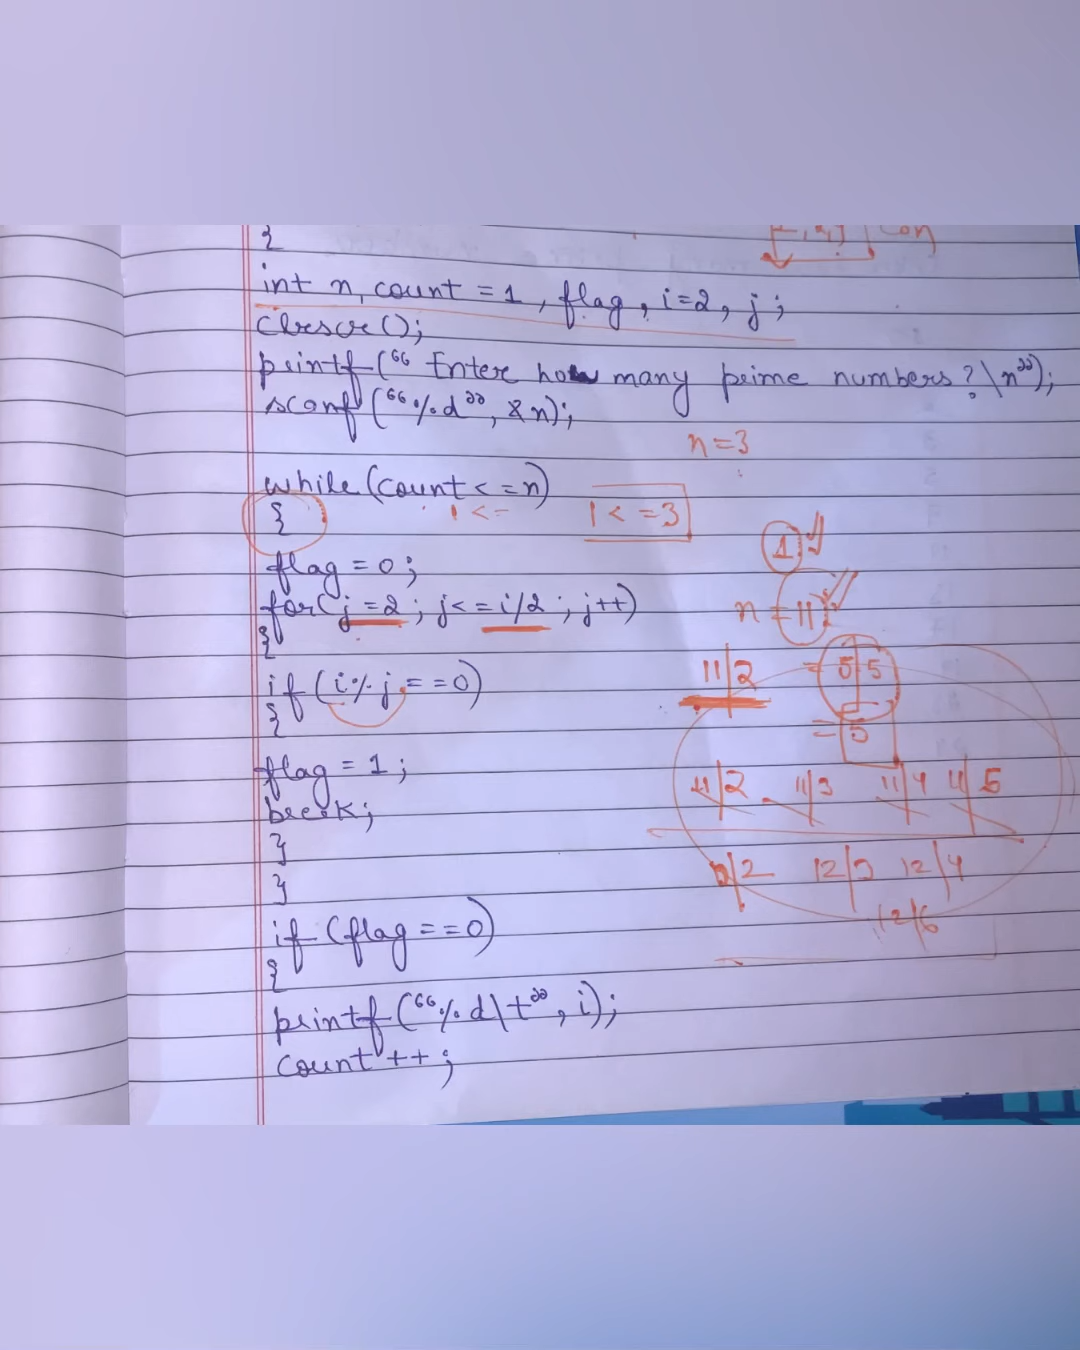 {
int n, count = 1, flag, i=2, j;
clrscr();
printf("Enter how many prime numbers?\n");
scanf("%d", &n);
n=3
while(count<=n)
{
1<=
1<=3
1
flag = 0;
for(j=2; j<=i/2; j++)
n=11
{
11/2 = 5|5
if(i%j==0)
{
= 5
flag = 1;
11/2 11/3 11/4 11/5
break;
}
12/3 12/4
}
12/6
if(flag==0)
{
printf("%d\t", i);
count++;